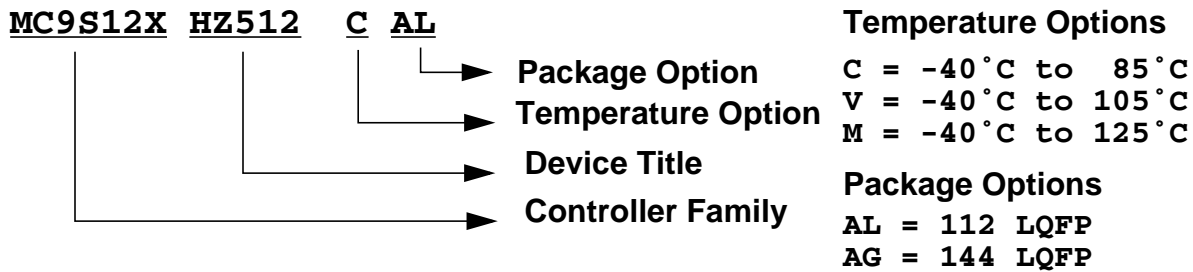 MC9S12X HZ512 C AL
Package Option
Temperature Option
Device Title
Controller Family
Temperature Options
C = -40˚C to 85˚C
V = -40˚C to 105˚C
M = -40˚C to 125˚C
Package Options
AL = 112 LQFP
AG = 144 LQFP